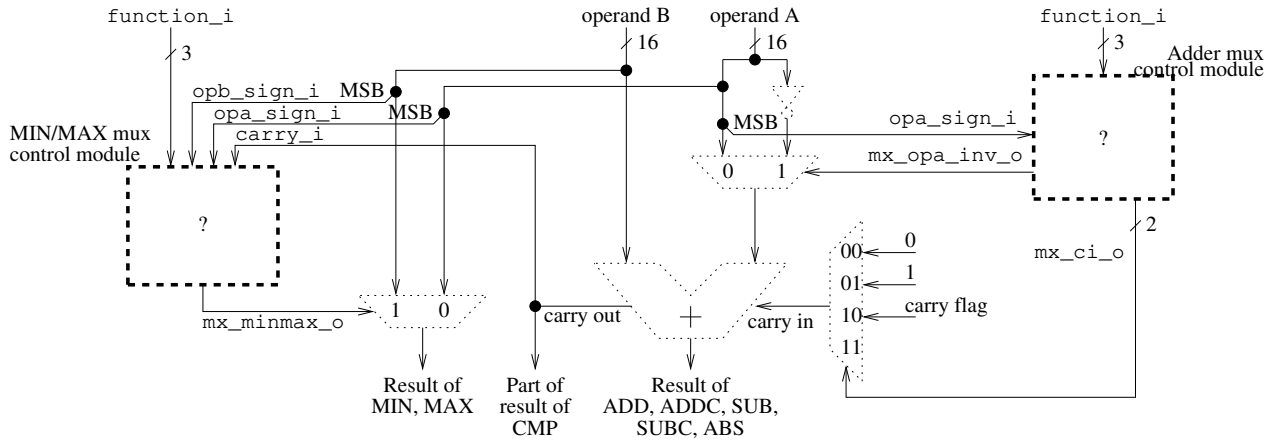 function_i
operand B
operand A
function_i
3
16
16
3
Adder mux
control module
opb_sign_i
MSB
opa_sign_i
MSB
carry_i
MIN/MAX mux
control module
MSB
opa_sign_i
?
mx_opa_inv_o
0 1
?
2
mx_ci_o
00
0
01
1
10
carry flag
11
mx_minmax_o
1 0
carry out
+
carry in
Result of
MIN, MAX
Part of
result of
CMP
Result of
ADD, ADDC, SUB,
SUBC, ABS